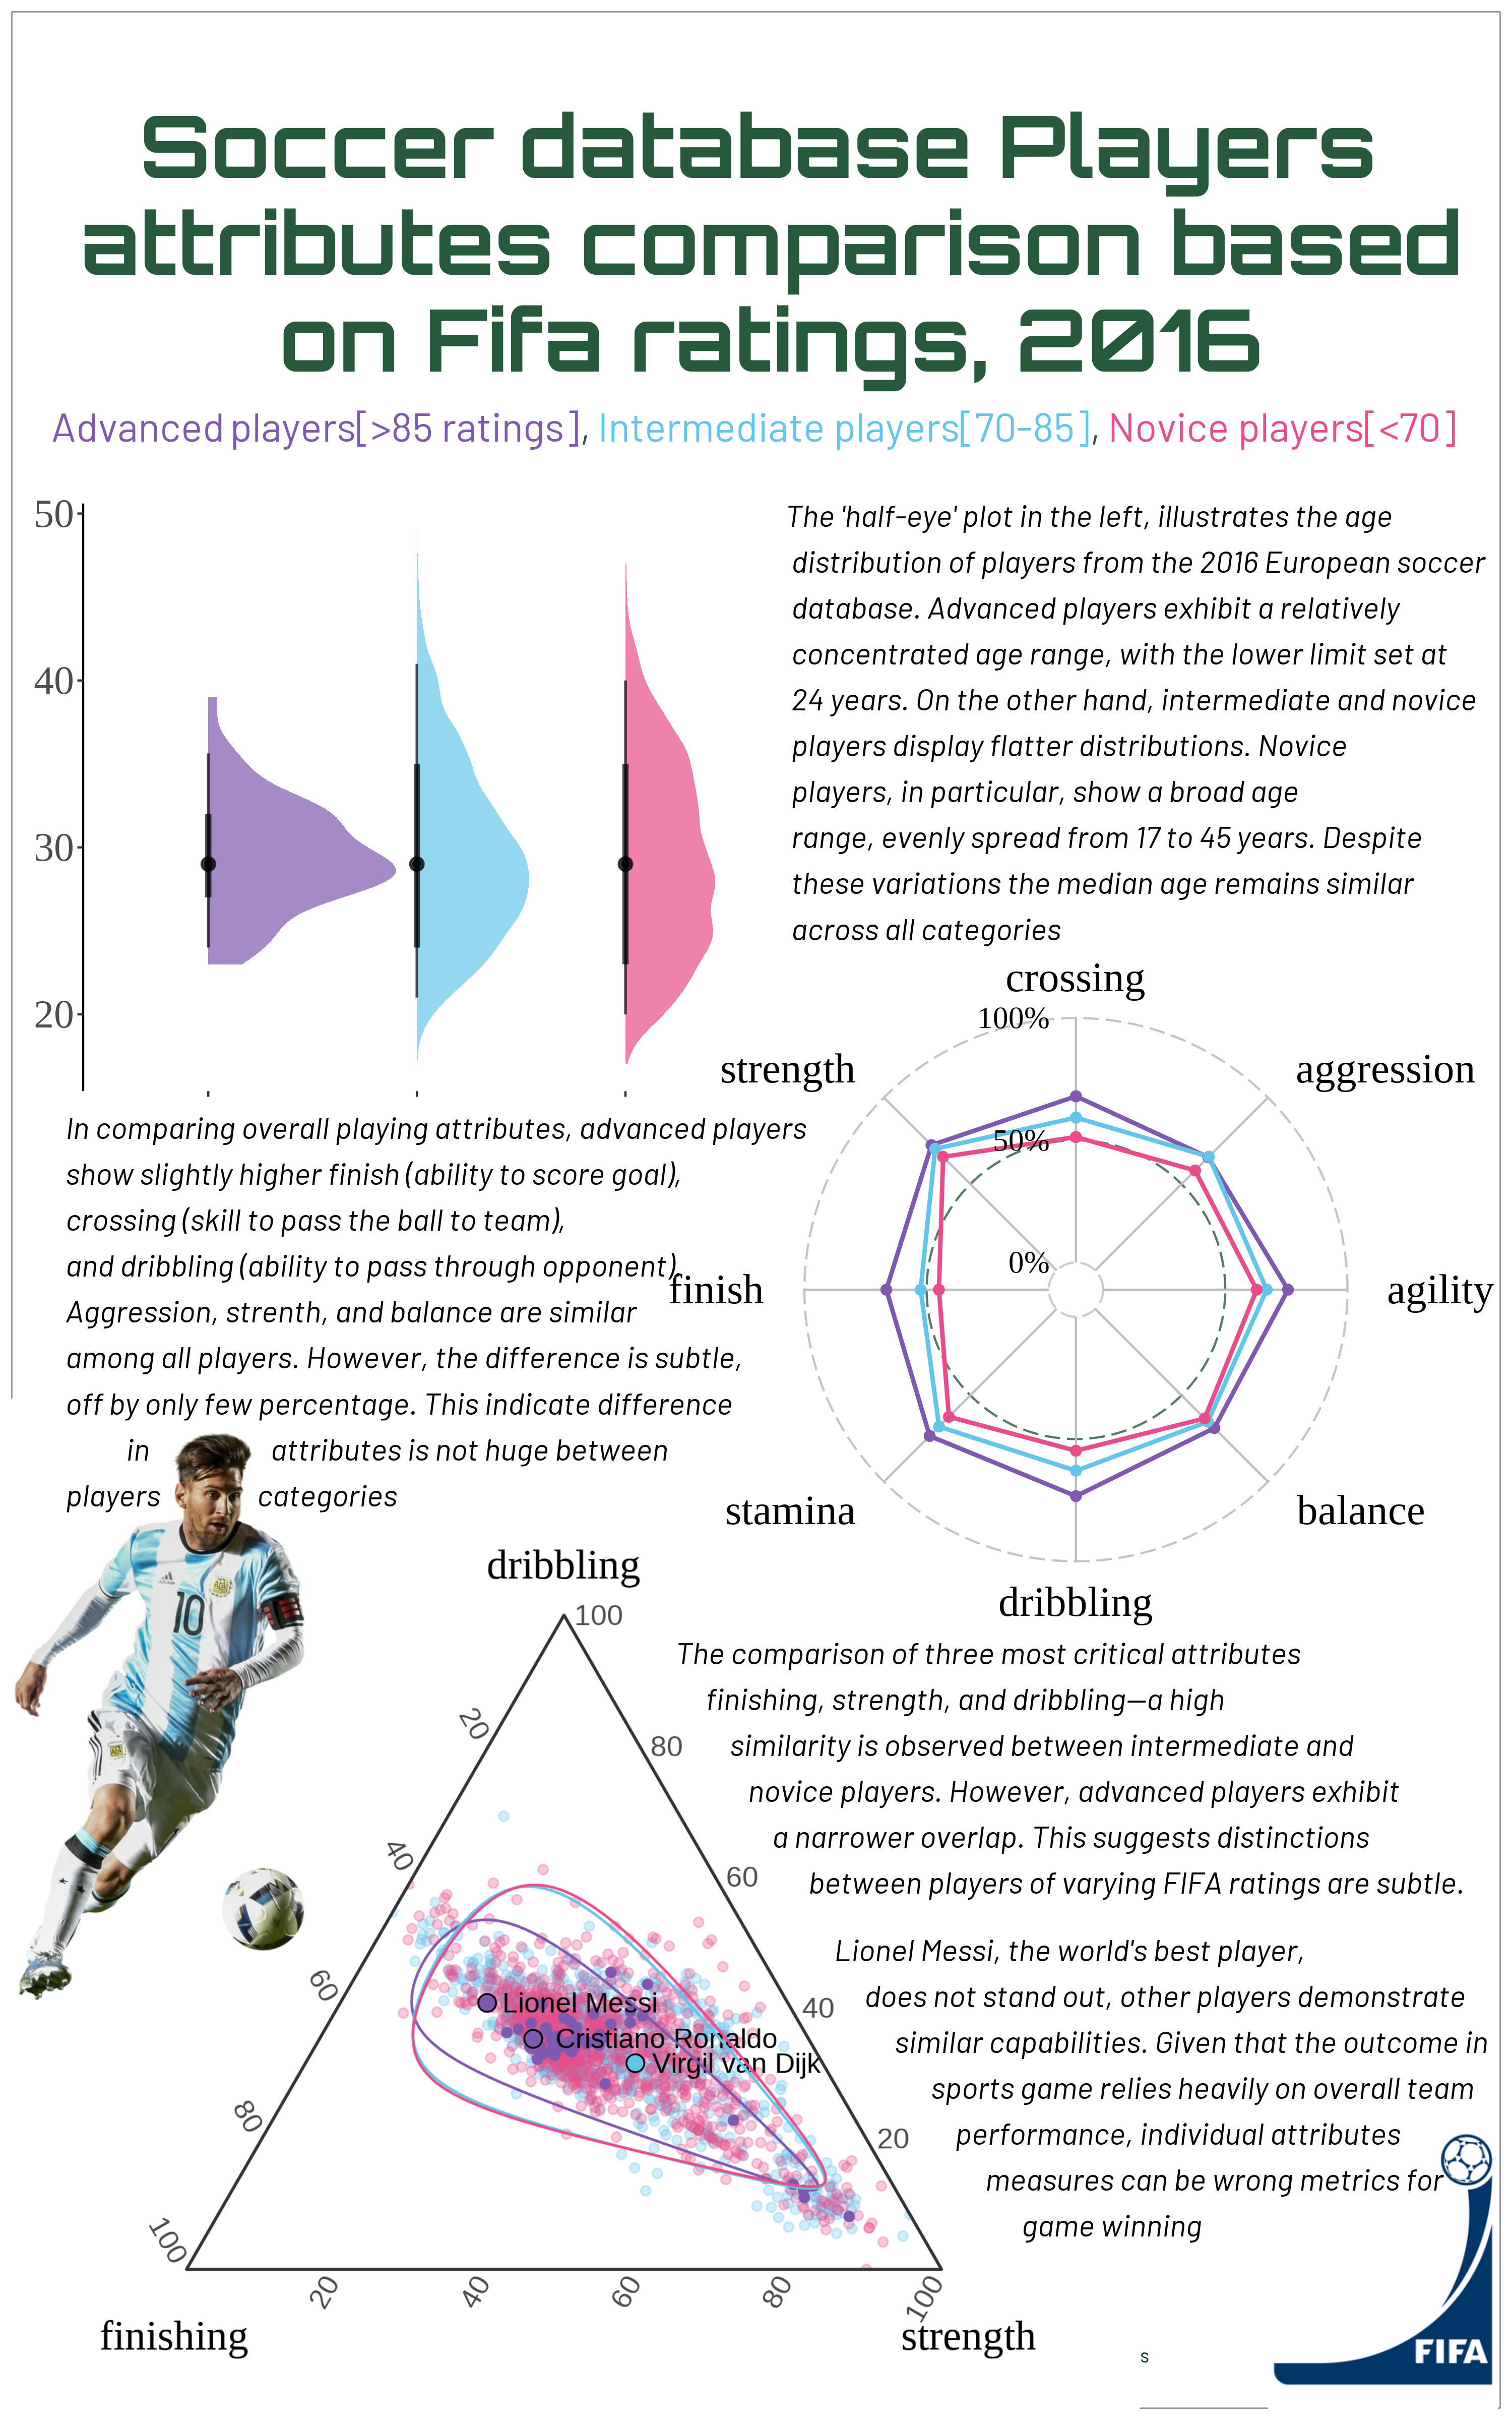 Soccer database Players
attributes comparison based
on Fifa ratings, 2016
Advanced players[>85 ratings], Intermediate players[70-85], Novice players[<70]
50
40
30
20
The 'half-eye' plot in the left, illustrates the age
distribution of players from the 2016 European soccer
database. Advanced players exhibit a relatively
concentrated age range, with the lower limit set at
24 years. On the other hand, intermediate and novice
players display flatter distributions. Novice
players, in particular, show a broad age
range, evenly spread from 17 to 45 years. Despite
these variations the median age remains similar
across all categories
crossing
100%
strength
aggression
50%
0%
finish
agility
stamina
balance
dribbling
In comparing overall playing attributes, advanced players
show slightly higher finish (ability to score goal),
crossing (skill to pass the ball to team),
and dribbling (ability to pass through opponent).
Aggression, strenth, and balance are similar
among all players. However, the difference is subtle,
off by only few percentage. This indicate difference
in attributes is not huge between
players categories
10
dribbling
100
20
80
40
60
60
40
80
20
100
20
40
60
80
100
Lionel Messi
Cristiano Ronaldo
Virgil van Dijk
finishing
strength
The comparison of three most critical attributes
finishing, strength, and dribbling—a high
similarity is observed between intermediate and
novice players. However, advanced players exhibit
a narrower overlap. This suggests distinctions
between players of varying FIFA ratings are subtle.
Lionel Messi, the world's best player,
does not stand out, other players demonstrate
similar capabilities. Given that the outcome in
sports game relies heavily on overall team
performance, individual attributes
measures can be wrong metrics for
game winning
s
FIFA